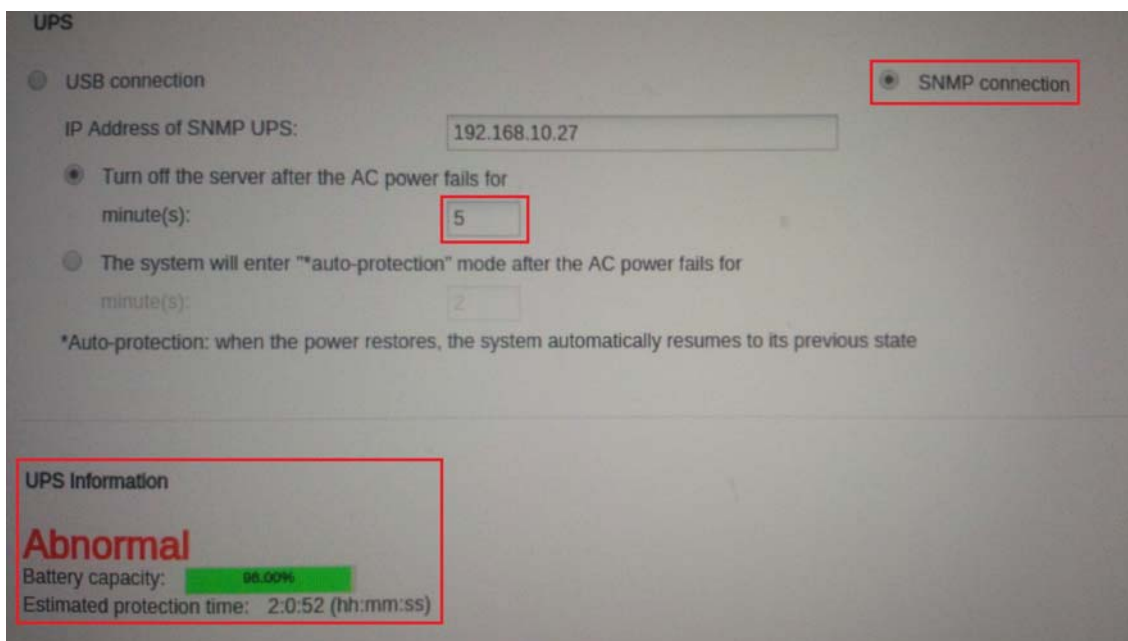 UPS
USB connection
SNMP connection
IP Address of SNMP UPS:
192.168.10.27
Turn off the server after the AC power fails for
minute(s):
5
The system will enter "*auto-protection" mode after the AC power fails for
minute(s):
2
*Auto-protection: when the power restores, the system automatically resumes to its previous state
UPS Information
Abnormal
Battery capacity:
98.00%
Estimated protection time: 2:0:52 (hh:mm:ss)